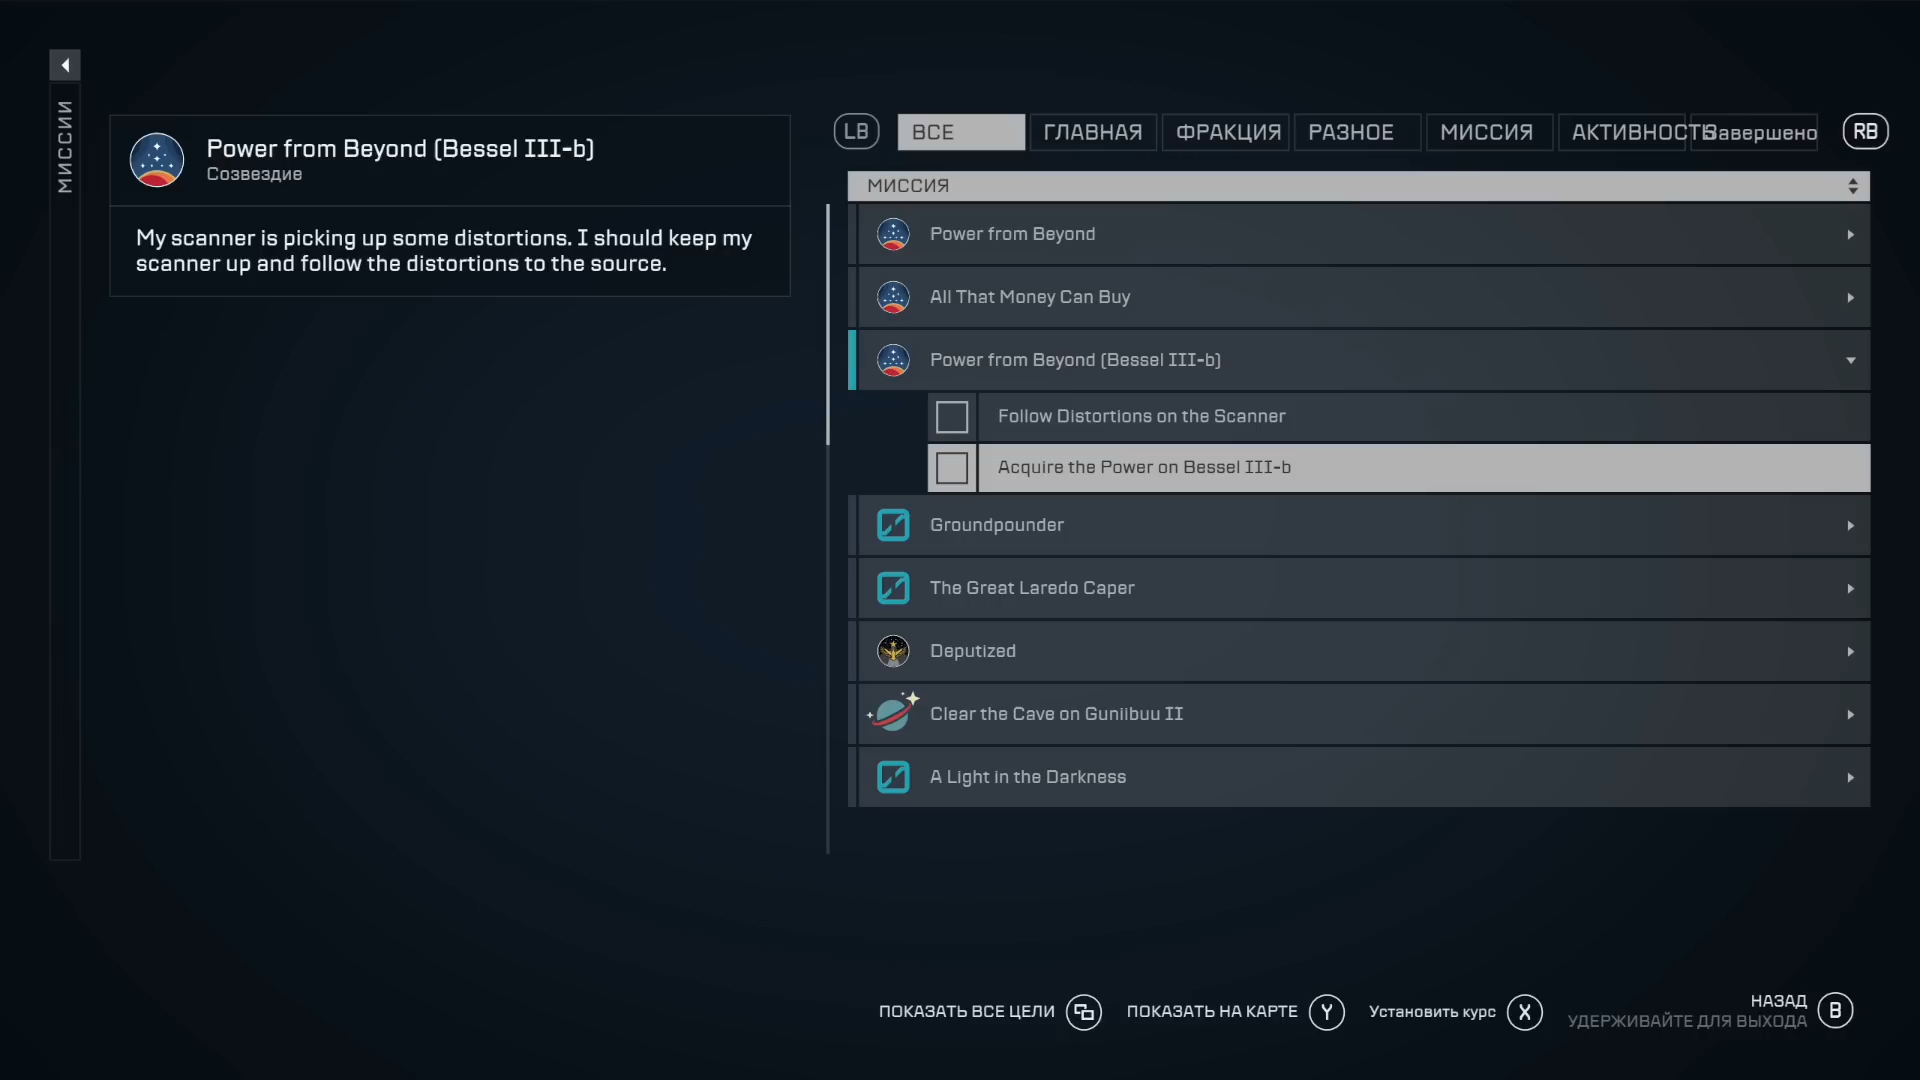 МИССИИ
Power from Beyond (Bessel III-b)
Созвездие
My scanner is picking up some distortions. I should keep my
scanner up and follow the distortions to the source.
LB ВСЕ ГЛАВНАЯ ФРАКЦИЯ РАЗНОЕ МИССИЯ АКТИВНОСТЬ Завершено RB
МИССИЯ
Power from Beyond
All That Money Can Buy
Power from Beyond (Bessel III-b)
Follow Distortions on the Scanner
Acquire the Power on Bessel III-b
Groundpounder
The Great Laredo Caper
Deputized
Clear the Cave on Guniibuu II
A Light in the Darkness
ПОКАЗАТЬ ВСЕ ЦЕЛИ ПОКАЗАТЬ НА КАРТЕ Y Установить курс X НАЗАД B
УДЕРЖИВАЙТЕ ДЛЯ ВЫХОДА